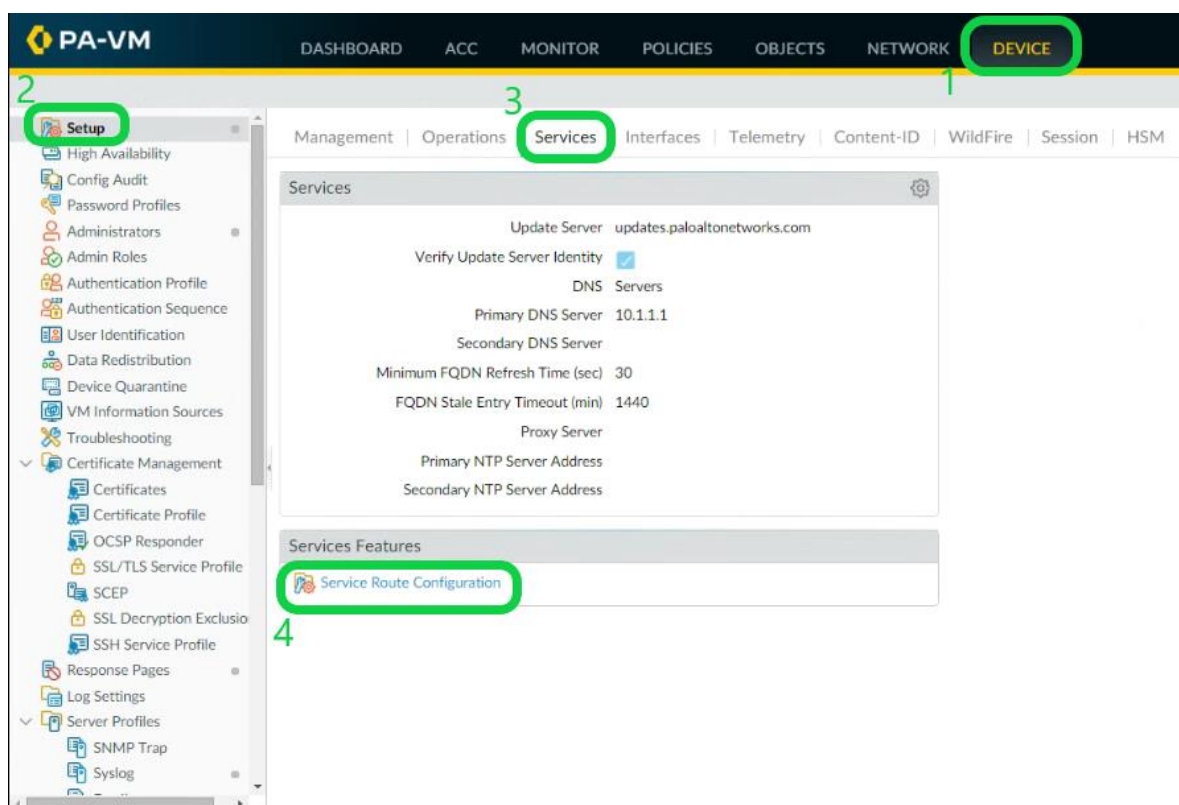 PA-VM
DASHBOARD ACC MONITOR POLICIES OBJECTS NETWORK DEVICE
1
2
3
Setup
High Availability
Config Audit
Password Profiles
Administrators
Admin Roles
Authentication Profile
Authentication Sequence
User Identification
Data Redistribution
Device Quarantine
VM Information Sources
Troubleshooting
Certificate Management
Certificates
Certificate Profile
OCSP Responder
SSL/TLS Service Profile
SCEP
SSL Decryption Exclusio
SSH Service Profile
Response Pages
Log Settings
Server Profiles
SNMP Trap
Syslog
Management | Operations | Services | Interfaces | Telemetry | Content-ID | WildFire | Session | HSM
Services
Update Server updates.paloaltonetworks.com
Verify Update Server Identity
DNS Servers
Primary DNS Server 10.1.1.1
Secondary DNS Server
Minimum FQDN Refresh Time (sec) 30
FQDN Stale Entry Timeout (min) 1440
Proxy Server
Primary NTP Server Address
Secondary NTP Server Address
Services Features
Service Route Configuration
4